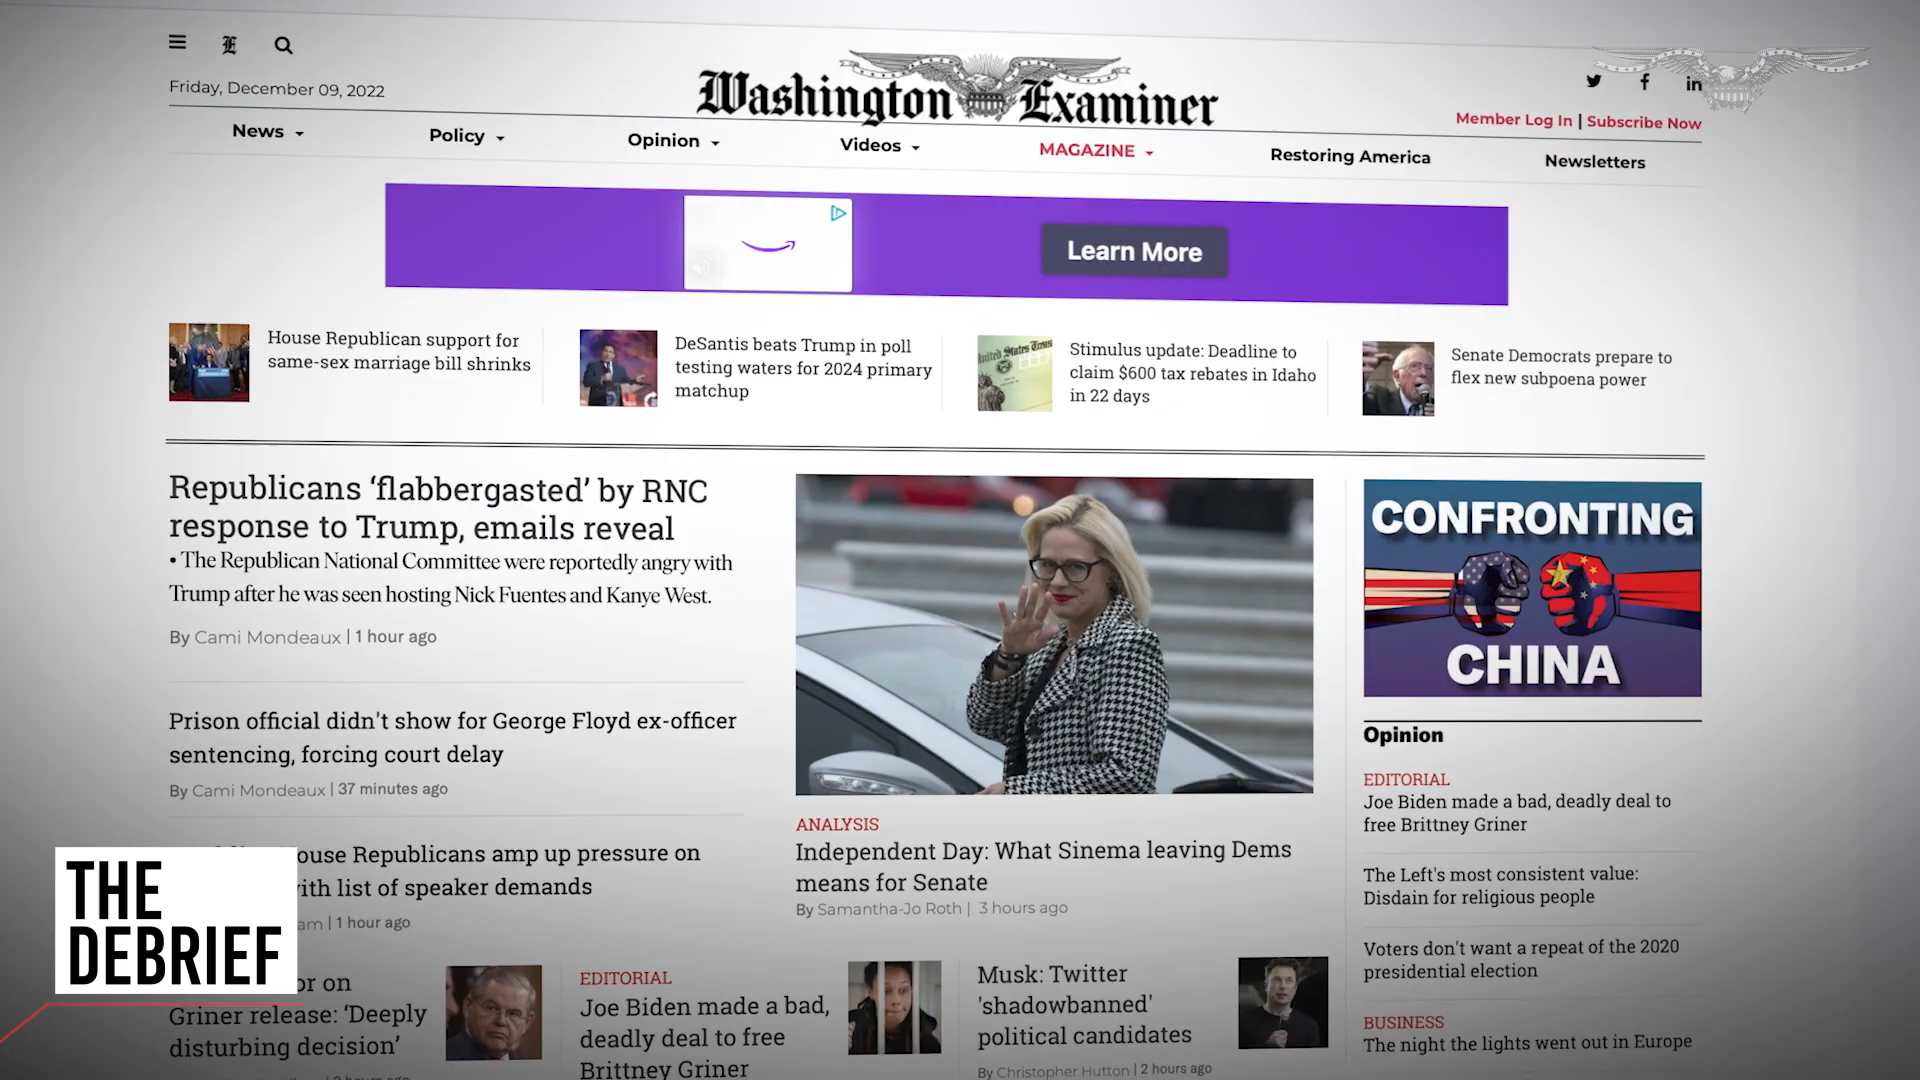 Friday, December 09, 2022
Washington Examiner
Member Log In | Subscribe Now
News
Policy
Opinion
Videos
MAGAZINE
Restoring America
Newsletters
Learn More
House Republican support for
same-sex marriage bill shrinks
DeSantis beats Trump in poll
testing waters for 2024 primary
matchup
United States Treas
Stimulus update: Deadline to
claim $600 tax rebates in Idaho
in 22 days
Senate Democrats prepare to
flex new subpoena power
Republicans ‘flabbergasted’ by RNC
response to Trump, emails reveal
• The Republican National Committee were reportedly angry with
Trump after he was seen hosting Nick Fuentes and Kanye West.
By Cami Mondeaux | 1 hour ago
Prison official didn't show for George Floyd ex-officer
sentencing, forcing court delay
By Cami Mondeaux | 37 minutes ago
ouse Republicans amp up pressure on
ith list of speaker demands
am | 1 hour ago
THE
DEBRIEF
or on
Griner release: ‘Deeply
disturbing decision’
ANALYSIS
Independent Day: What Sinema leaving Dems
means for Senate
By Samantha-Jo Roth | 3 hours ago
EDITORIAL
Joe Biden made a bad,
deadly deal to free
Brittney Griner
Musk: Twitter
'shadowbanned'
political candidates
By Christopher Hutton | 2 hours ago
CONFRONTING
CHINA
Opinion
EDITORIAL
Joe Biden made a bad, deadly deal to
free Brittney Griner
The Left's most consistent value:
Disdain for religious people
Voters don't want a repeat of the 2020
presidential election
BUSINESS
The night the lights went out in Europe